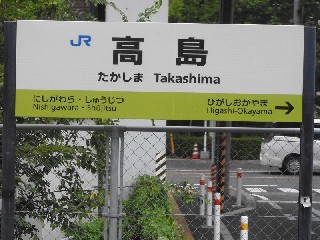 JR
高島
たかしま Takashima
にしがわら・しゅうじつ
Nishigawara・Shūjitsu
ひがしおかやま
Higashi-Okayama